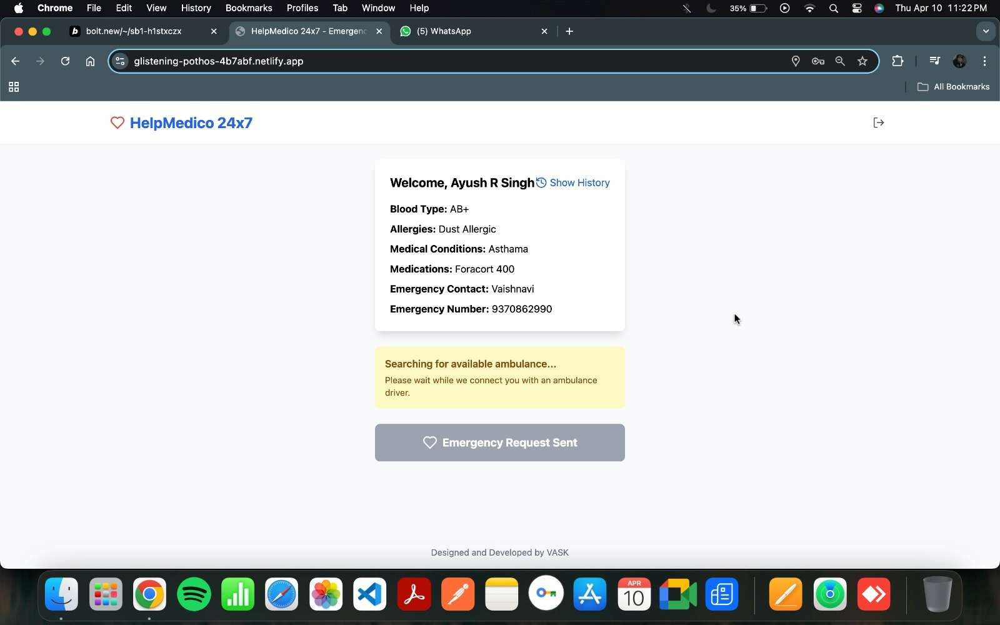 Chrome File Edit View History Bookmarks Profiles Tab Window Help 35% Thu Apr 10 11:22 PM
bolt.new/~/sb1-h1stxczx HelpMedico 24x7 - Emergenc (5) WhatsApp
glistening-pothos-4b7abf.netlify.app
All Bookmarks
HelpMedico 24x7
Welcome, Ayush R Singh Show History
Blood Type: AB+
Allergies: Dust Allergic
Medical Conditions: Asthama
Medications: Foracort 400
Emergency Contact: Vaishnavi
Emergency Number: 9370862990
Searching for available ambulance...
Please wait while we connect you with an ambulance
driver.
Emergency Request Sent
Designed and Developed by VASK
APR
10